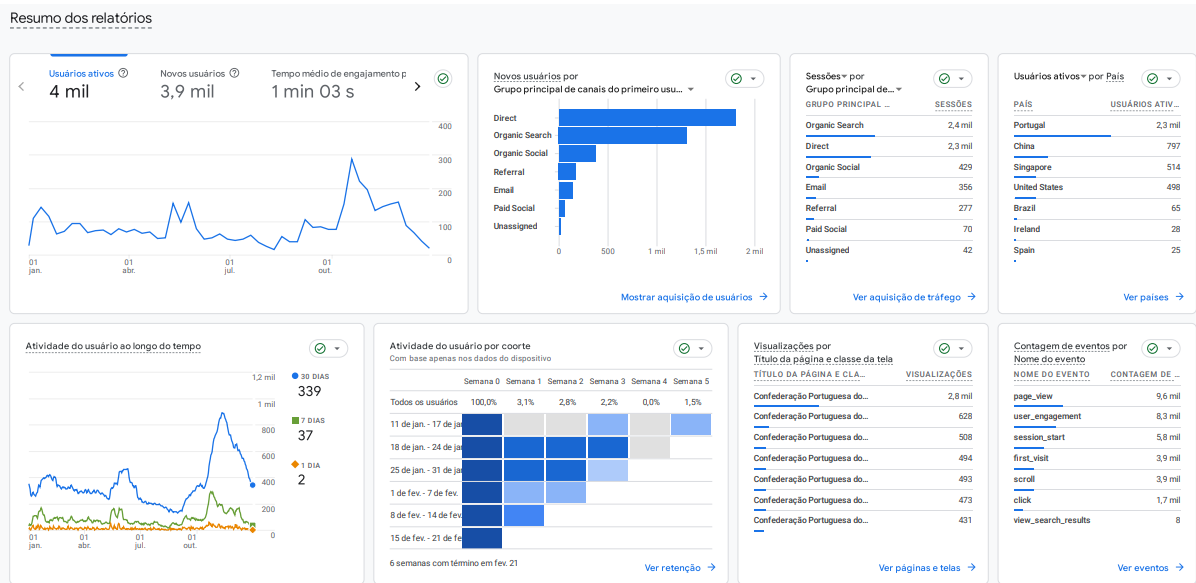 Resumo dos relatórios
Usuários ativos
4 mil
Novos usuários
3,9 mil
Tempo médio de engajamento p
1 min 03 s
400
300
200
100
0
01 jan.
01 abr.
01 jul.
01 out.
Novos usuários por
Grupo principal de canais do primeiro usu...
Direct
Organic Search
Organic Social
Referral
Email
Paid Social
Unassigned
0 500 1 mil 1,5 mil 2 mil
Mostrar aquisição de usuários
Sessões por
Grupo principal de...
GRUPO PRINCIPAL ... SESSÕES
Organic Search 2,4 mil
Direct 2,3 mil
Organic Social 429
Email 356
Referral 277
Paid Social 70
Unassigned 42
Ver aquisição de tráfego
Usuários ativos por País
PAÍS USUÁRIOS ATIV...
Portugal 2,3 mil
China 797
Singapore 514
United States 498
Brazil 65
Ireland 28
Spain 25
Ver países
Atividade do usuário ao longo do tempo
1,2 mil
1 mil
800
600
400
200
0
01 jan.
01 abr.
01 jul.
01 out.
30 DIAS
339
7 DIAS
37
1 DIA
2
Atividade do usuário por coorte
Com base apenas nos dados do dispositivo
Semana 0 Semana 1 Semana 2 Semana 3 Semana 4 Semana 5
Todos os usuários 100,0% 3,1% 2,8% 2,2% 0,0% 1,5%
11 de jan. - 17 de jan
18 de jan. - 24 de jan
25 de jan. - 31 de jan
1 de fev. - 7 de fev.
8 de fev. - 14 de fev.
15 de fev. - 21 de fe
6 semanas com término em fev. 21
Ver retenção
Visualizações por
Título da página e classe da tela
TÍTULO DA PÁGINA E CLA... VISUALIZAÇÕES
Confederação Portuguesa do... 2,8 mil
Confederação Portuguesa do... 628
Confederação Portuguesa do... 508
Confederação Portuguesa do... 494
Confederação Portuguesa do... 493
Confederação Portuguesa do... 473
Confederação Portuguesa do... 431
Ver páginas e telas
Contagem de eventos por
Nome do evento
NOME DO EVENTO CONTAGEM DE ...
page_view 9,6 mil
user_engagement 8,3 mil
session_start 5,8 mil
first_visit 3,9 mil
scroll 3,9 mil
click 1,7 mil
view_search_results 8
Ver eventos